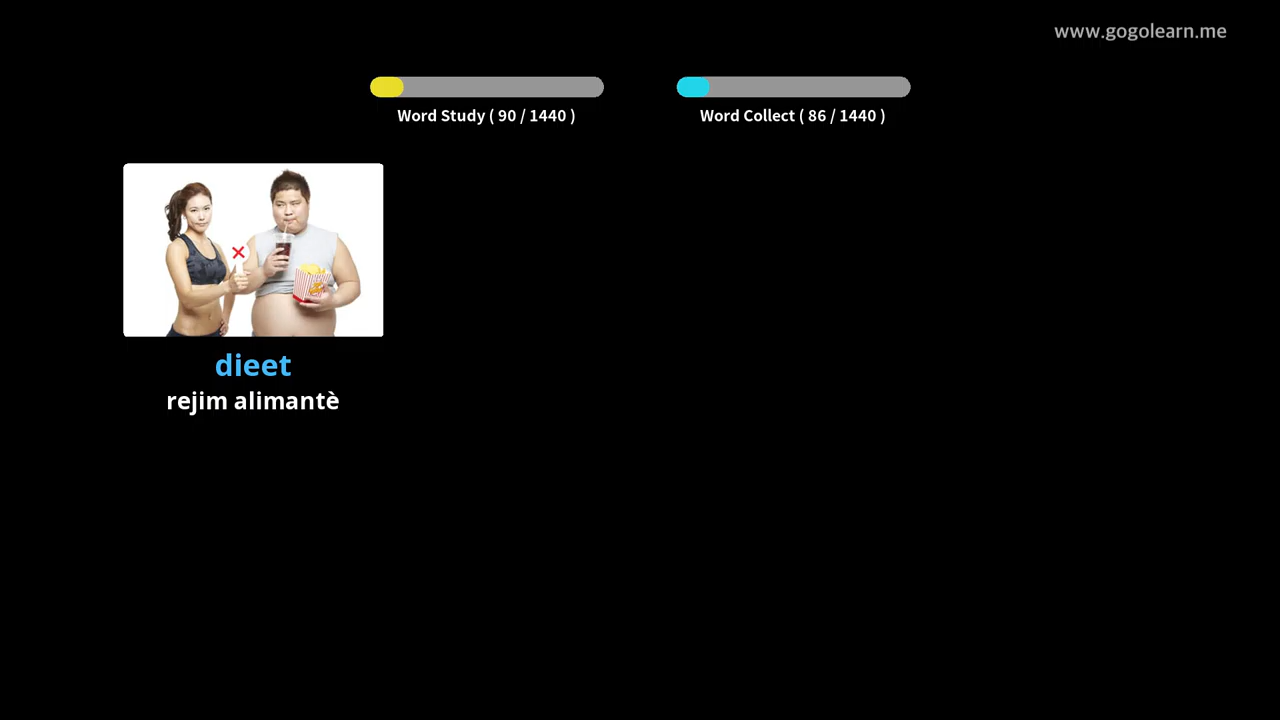 www.gogolearn.me
Word Study ( 90 / 1440 )
Word Collect ( 86 / 1440 )
dieet
rejim alimantè